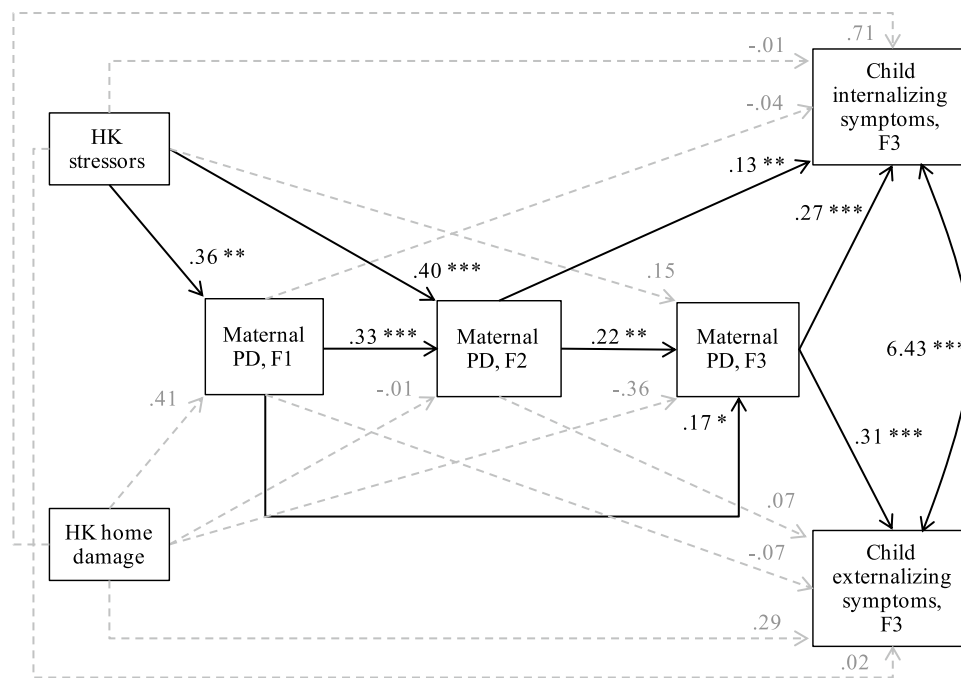 .71
-.01
Child
internalizing
symptoms,
F3
-.04
HK
stressors
.13 **
.27 ***
.36 **
.40 ***
.15
Maternal
PD, F1
.33 ***
Maternal
PD, F2
.22 **
Maternal
PD, F3
6.43 ***
.41
-.01
-.36
.17 *
.31 ***
HK home
damage
.07
-.07
Child
externalizing
symptoms,
F3
.29
.02